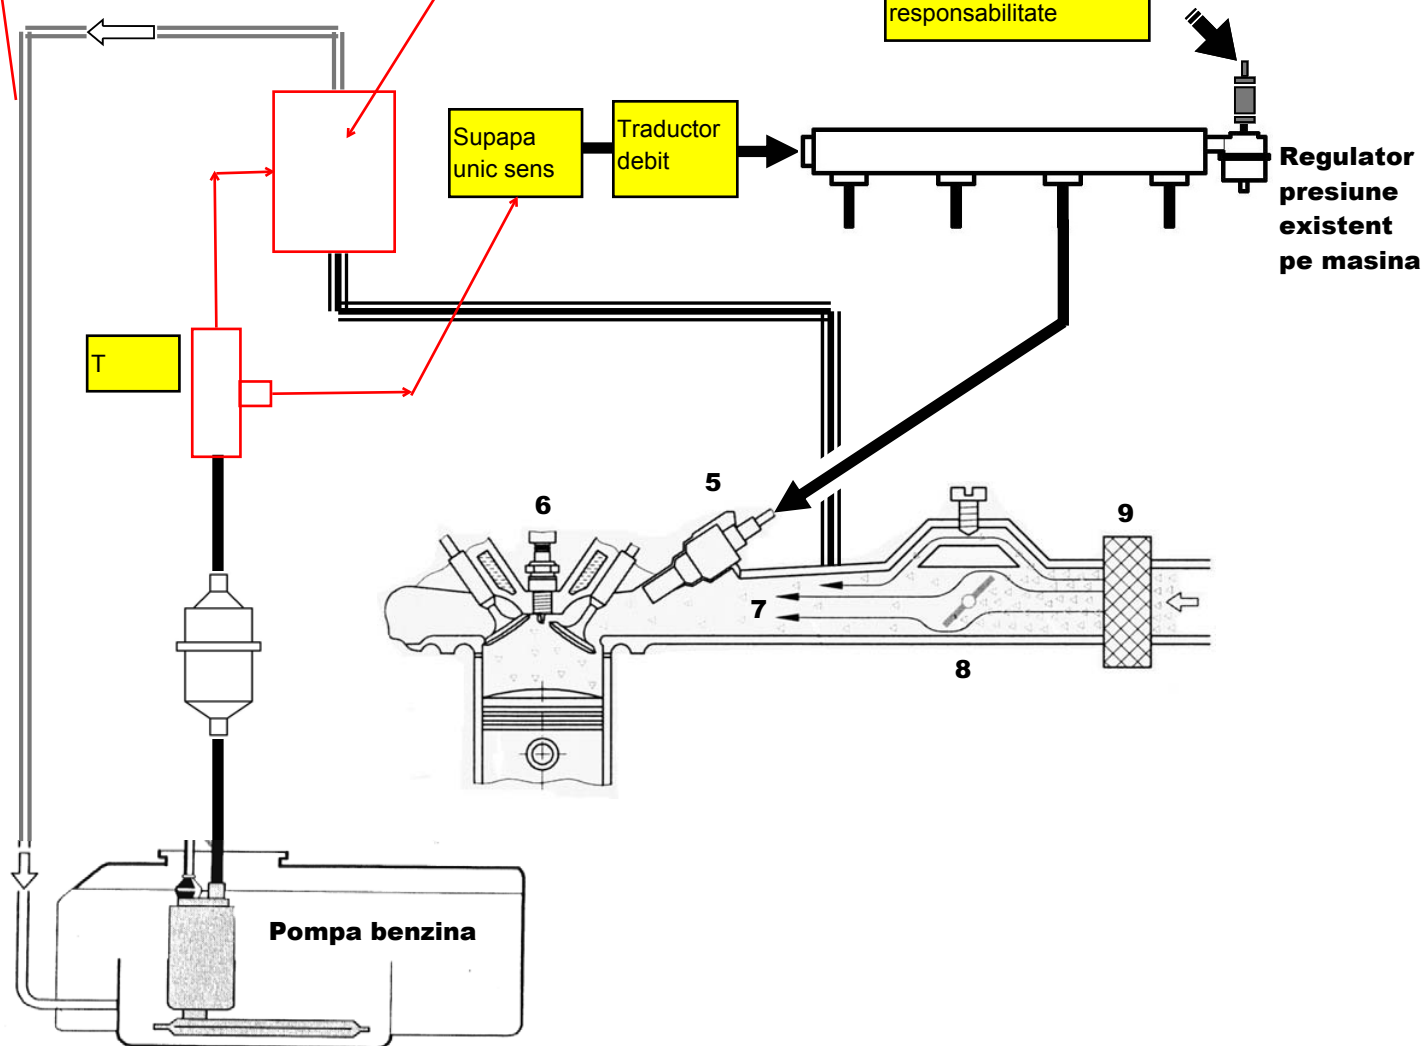 responsabilitate
Supapa
unic sens
Traductor
debit
Regulator
presiune
existent
pe masina
T
5
6
9
7
8
Pompa benzina